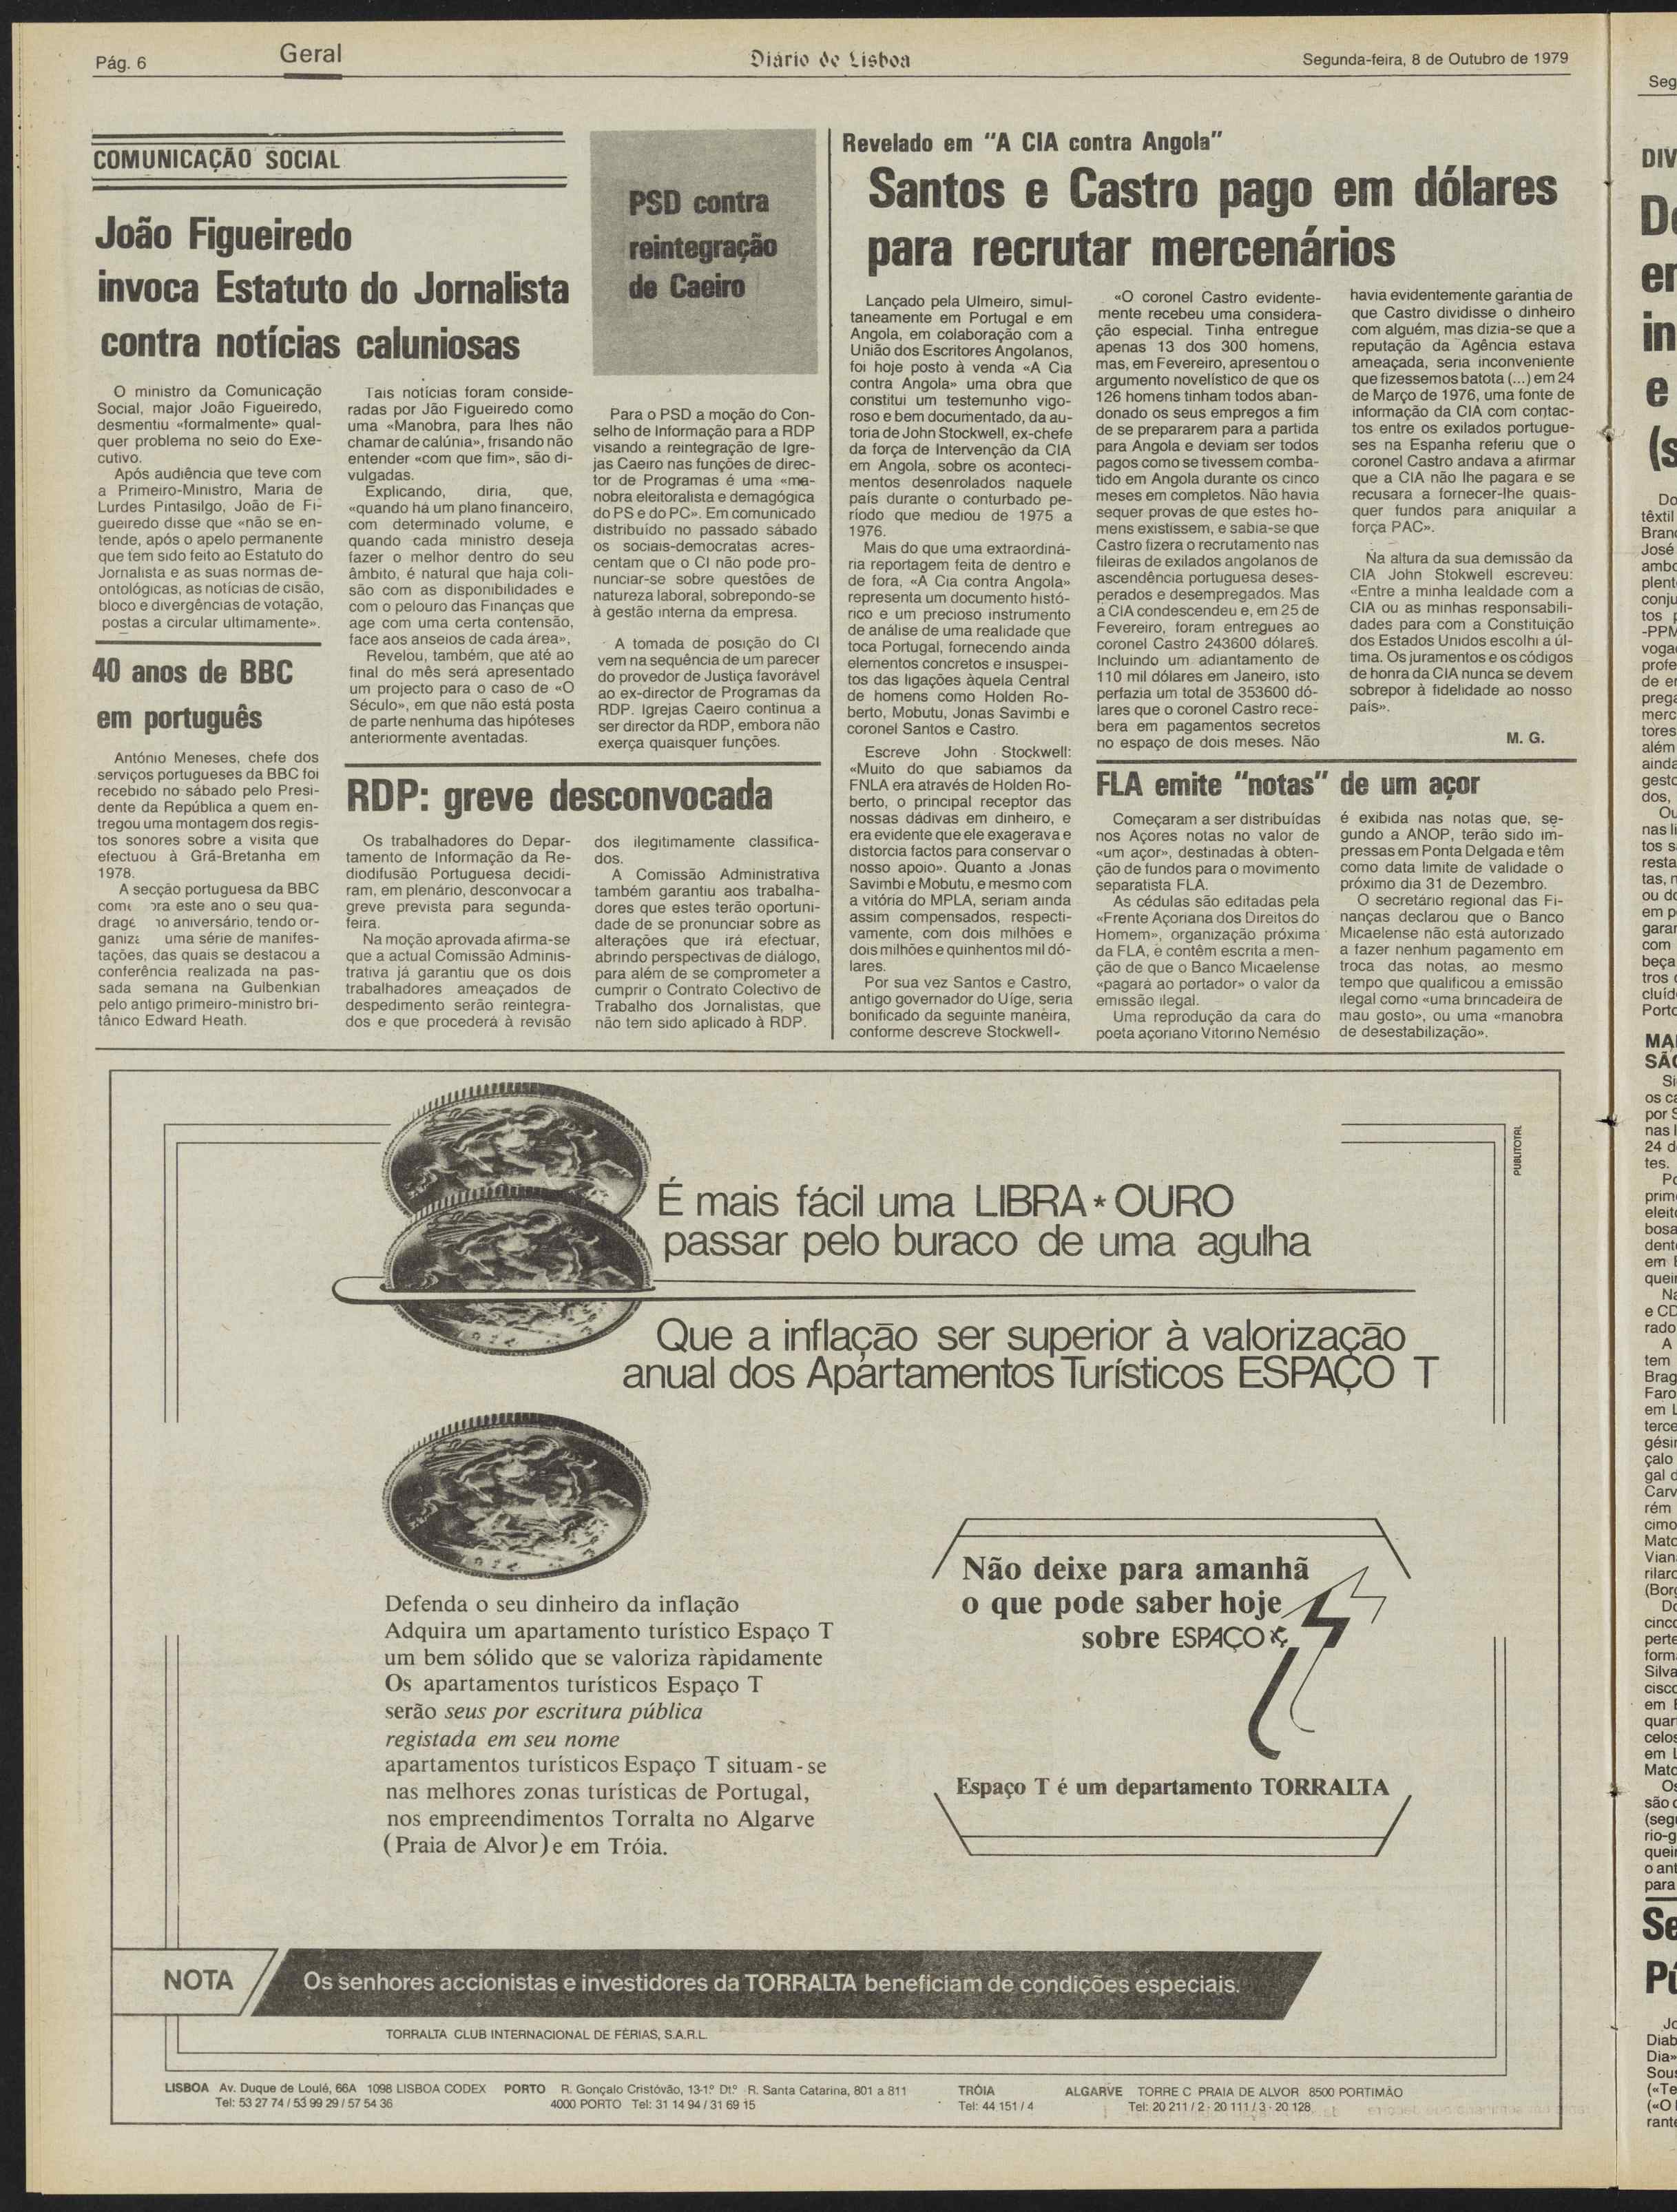 Pág. 6
Geral
Diário de Lisboa
Segunda-feira, 8 de Outubro de 1979
COMUNICAÇÃO SOCIAL
João Figueiredo
invoca Estatuto do Jornalista
contra notícias caluniosas
O ministro da Comunicação
Social, major João Figueiredo,
desmentiu «formalmente» qual-
quer problema no seio do Exe-
cutivo.
Após audiência que teve com
a Primeiro-Ministro, Maria de
Lurdes Pintasilgo, João de Fi-
gueiredo disse que «não se en-
tende, após o apelo permanente
que tem sido feito ao Estatuto do
Jornalista e as suas normas de-
ontológicas, as notícias de cisão,
bloco e divergências de votação,
postas a circular ultimamente».
Tais notícias foram conside-
radas por Jão Figueiredo como
uma «Manobra, para lhes não
chamar de calúnia», frisando não
entender «com que fim», são di-
vulgadas.
Explicando, diria, que,
«quando há um plano financeiro,
com determinado volume, e
quando cada ministro deseja
fazer o melhor dentro do seu
âmbito, é natural que haja coli-
são com as disponibilidades e
com o pelouro das Finanças que
age com uma certa contensão,
face aos anseios de cada área»,
Revelou, também, que até ao
final do mês será apresentado
um projecto para o caso de «O
Século», em que não está posta
de parte nenhuma das hipóteses
anteriormente aventadas.
PSD contra
reintegração
de Caeiro
Para o PSD a moção do Con-
selho de Informação para a RDP
visando a reintegração de Igre-
jas Caeiro nas funções de direc-
tor de Programas é uma «ma-
nobra eleitoralista e demagógica
do PS e do PC». Em comunicado
distribuído no passado sábado
os sociais-democratas acres-
centam que o CI não pode pro-
nunciar-se sobre questões de
natureza laboral, sobrepondo-se
à gestão interna da empresa.
A tomada de posição do CI
vem na sequência de um parecer
do provedor de Justiça favorável
ao ex-director de Programas da
RDP. Igrejas Caeiro continua a
ser director da RDP, embora não
exerça quaisquer funções.
40 anos de BBC
em português
António Meneses, chefe dos
serviços portugueses da BBC foi
recebido no sábado pelo Presi-
dente da República a quem en-
tregou uma montagem dos regis-
tos sonores sobre a visita que
efectuou à Grã-Bretanha em
1978.
A secção portuguesa da BBC
come ora este ano o seu qua-
drage no aniversário, tendo or-
ganiza uma série de manifes-
tações, das quais se destacou a
conferência realizada na pas-
sada semana na Gulbenkian
pelo antigo primeiro-ministro bri-
tânico Edward Heath.
RDP: greve desconvocada
Os trabalhadores do Depar-
tamento de Informação da Re-
diodifusão Portuguesa decidi-
ram, em plenário, desconvocar a
greve prevista para segunda-
feira.
Na moção aprovada afirma-se
que a actual Comissão Adminis-
trativa já garantiu que os dois
trabalhadores ameaçados de
despedimento serão reintegra-
dos e que procederá à revisão
dos ilegitimamente classifica-
dos.
A Comissão Administrativa
também garantiu aos trabalha-
dores que estes terão oportuni-
dade de se pronunciar sobre as
alterações que irá efectuar,
abrindo perspectivas de diálogo,
para além de se comprometer a
cumprir o Contrato Colectivo de
Trabalho dos Jornalistas, que
não tem sido aplicado à RDP.
Revelado em "A CIA contra Angola"
Santos e Castro pago em dólares
para recrutar mercenários
Lançado pela Ulmeiro, simul-
taneamente em Portugal e em
Angola, em colaboração com a
União dos Escritores Angolanos,
foi hoje posto à venda «A Cia
contra Angola» uma obra que
constitui um testemunho vigo-
roso e bem documentado, da au-
toria de John Stockwell, ex-chefe
da força de Intervenção da CIA
em Angola, sobre os aconteci-
mentos desenrolados naquele
país durante o conturbado pe-
ríodo que mediou de 1975 a
1976.
Mais do que uma extraordiná-
ria reportagem feita de dentro e
de fora, «A Cia contra Angola»
representa um documento histó-
rico e um precioso instrumento
de análise de uma realidade que
toca Portugal, fornecendo ainda
elementos concretos e insuspei-
tos das ligações àquela Central
de homens como Holden Ro-
berto, Mobutu, Jonas Savimbi e
coronel Santos e Castro.
Escreve John Stockwell:
«Muito do que sabiamos da
FNLA era através de Holden Ro-
berto, o principal receptor das
nossas dádivas em dinheiro, e
era evidente que ele exagerava e
distorcia factos para conservar o
nosso apoio». Quanto a Jonas
Savimbi e Mobutu, e mesmo com
a vitória do MPLA, seriam ainda
assim compensados, respecti-
vamente, com dois milhões e
dois milhões e quinhentos mil dó-
lares.
Por sua vez Santos e Castro,
antigo governador do Uíge, seria
bonificado da seguinte maneira,
conforme descreve Stockwell-
«O coronel Castro evidente-
mente recebeu uma considera-
ção especial. Tinha entregue
apenas 13 dos 300 homens,
mas, em Fevereiro, apresentou o
argumento novelístico de que os
126 homens tinham todos aban-
donado os seus empregos a fim
de se prepararem para a partida
para Angola e deviam ser todos
pagos como se tivessem comba-
tido em Angola durante os cinco
meses em completos. Não havia
sequer provas de que estes ho-
mens existissem, e sabia-se que
Castro fizera o recrutamento nas
fileiras de exilados angolanos de
ascendência portuguesa deses-
perados e desempregados. Mas
a CIA condescendeu e, em 25 de
Fevereiro, foram entregues ao
coronel Castro 243600 dólares.
Incluindo um adiantamento de
110 mil dólares em Janeiro, isto
perfazia um total de 353600 dó-
lares que o coronel Castro rece-
bera em pagamentos secretos
no espaço de dois meses. Não
havia evidentemente garantia de
que Castro dividisse o dinheiro
com alguém, mas dizia-se que a
reputação da Agência estava
ameaçada, seria inconveniente
que fizessemos batota (...) em 24
de Março de 1976, uma fonte de
informação da CIA com contac-
tos entre os exilados portugue-
ses na Espanha referiu que o
coronel Castro andava a afirmar
que a CIA não lhe pagara e se
recusara a fornecer-lhe quais-
quer fundos para aniquilar a
força PAC».
Na altura da sua demissão da
CIA John Stokwell escreveu:
«Entre a minha lealdade com a
CIA ou as minhas responsabili-
dades para com a Constituição
dos Estados Unidos escolhi a úl-
tima. Os juramentos e os códigos
de honra da CIA nunca se devem
sobrepor à fidelidade ao nosso
país».
M. G.
FLA emite "notas" de um açor
Começaram a ser distribuídas
nos Açores notas no valor de
«um açor», destinadas à obten-
ção de fundos para o movimento
separatista FLA.
As cédulas são editadas pela
«Frente Açoriana dos Direitos do
Homem», organização próxima
da FLA, e contêm escrita a men-
ção de que o Banco Micaelense
«pagará ao portador» o valor da
emissão ilegal.
Uma reprodução da cara do
poeta açoriano Vitorino Nemésio
é exibida nas notas que, se-
gundo a ANOP, terão sido im-
pressas em Ponta Delgada e têm
como data limite de validade o
próximo dia 31 de Dezembro.
O secretário regional das Fi-
nanças declarou que o Banco
Micaelense não está autorizado
a fazer nenhum pagamento em
troca das notas, ao mesmo
tempo que qualificou a emissão
ilegal como «uma brincadeira de
mau gosto», ou uma «manobra
de desestabilização».
PUBLITOTAL
É mais fácil uma LIBRA * OURO
passar pelo buraco de uma agulha
Que a inflação ser superior à valorização
anual dos Apartamentos Turísticos ESPAÇO T
Defenda o seu dinheiro da inflação
Adquira um apartamento turístico Espaço T
um bem sólido que se valoriza ràpidamente
Os apartamentos turísticos Espaço T
serão seus por escritura pública
registada em seu nome
apartamentos turísticos Espaço T situam-se
nas melhores zonas turísticas de Portugal,
nos empreendimentos Torralta no Algarve
(Praia de Alvor) e em Tróia.
Não deixe para amanhã
o que pode saber hoje
sobre ESPAÇO
Espaço T é um departamento TORRALTA
NOTA
Os senhores accionistas e investidores da TORRALTA beneficiam de condições especiais.
TORRALTA CLUB INTERNACIONAL DE FÉRIAS, S.A.R.L.
LISBOA Av. Duque de Loulé, 66A 1098 LISBOA CODEX
Tel: 53 27 74 / 53 99 29 / 57 54 36
PORTO R. Gonçalo Cristóvão, 13-1.º Dt.º R. Santa Catarina, 801 a 811
4000 PORTO Tel: 31 14 94 / 31 69 15
TRÓIA
Tel: 44 151 / 4
ALGARVE TORRE C PRAIA DE ALVOR 8500 PORTIMÃO
Tel: 20 211 / 2 - 20 111 / 3 - 20 128